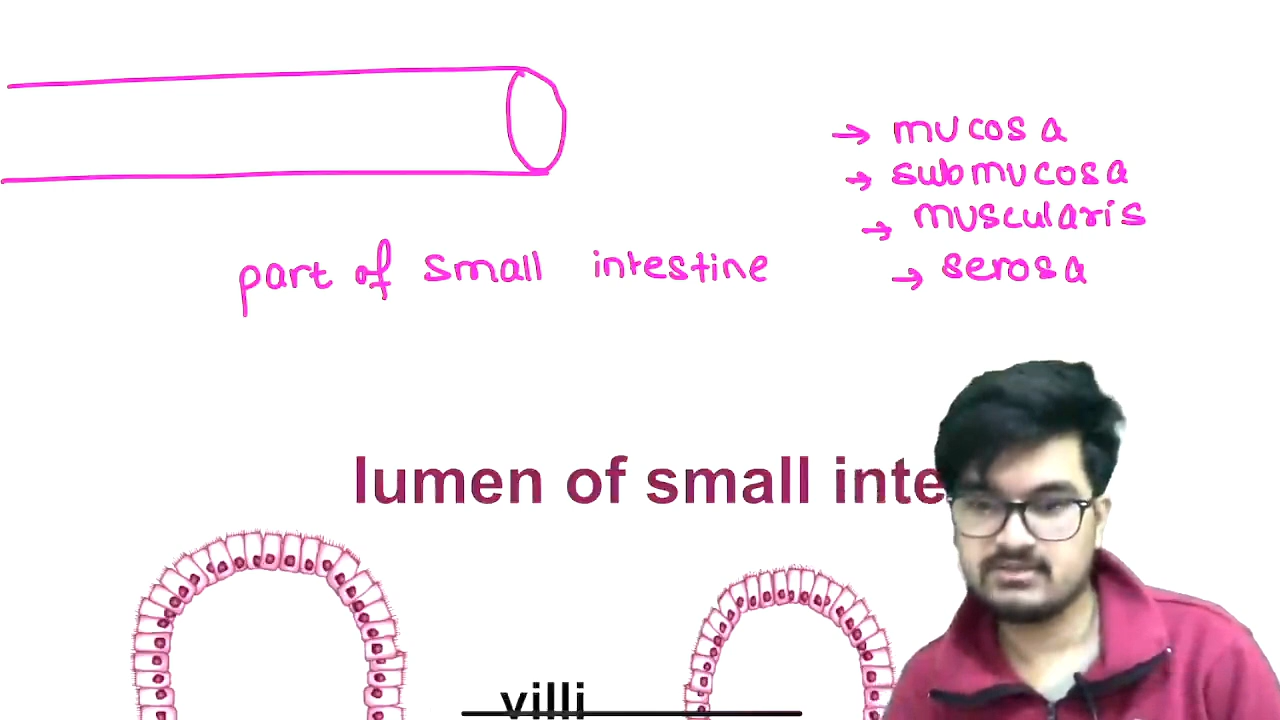 → mucosa
→ submucosa
→ muscularis
→ serosa
part of small intestine
lumen of small inte
villi